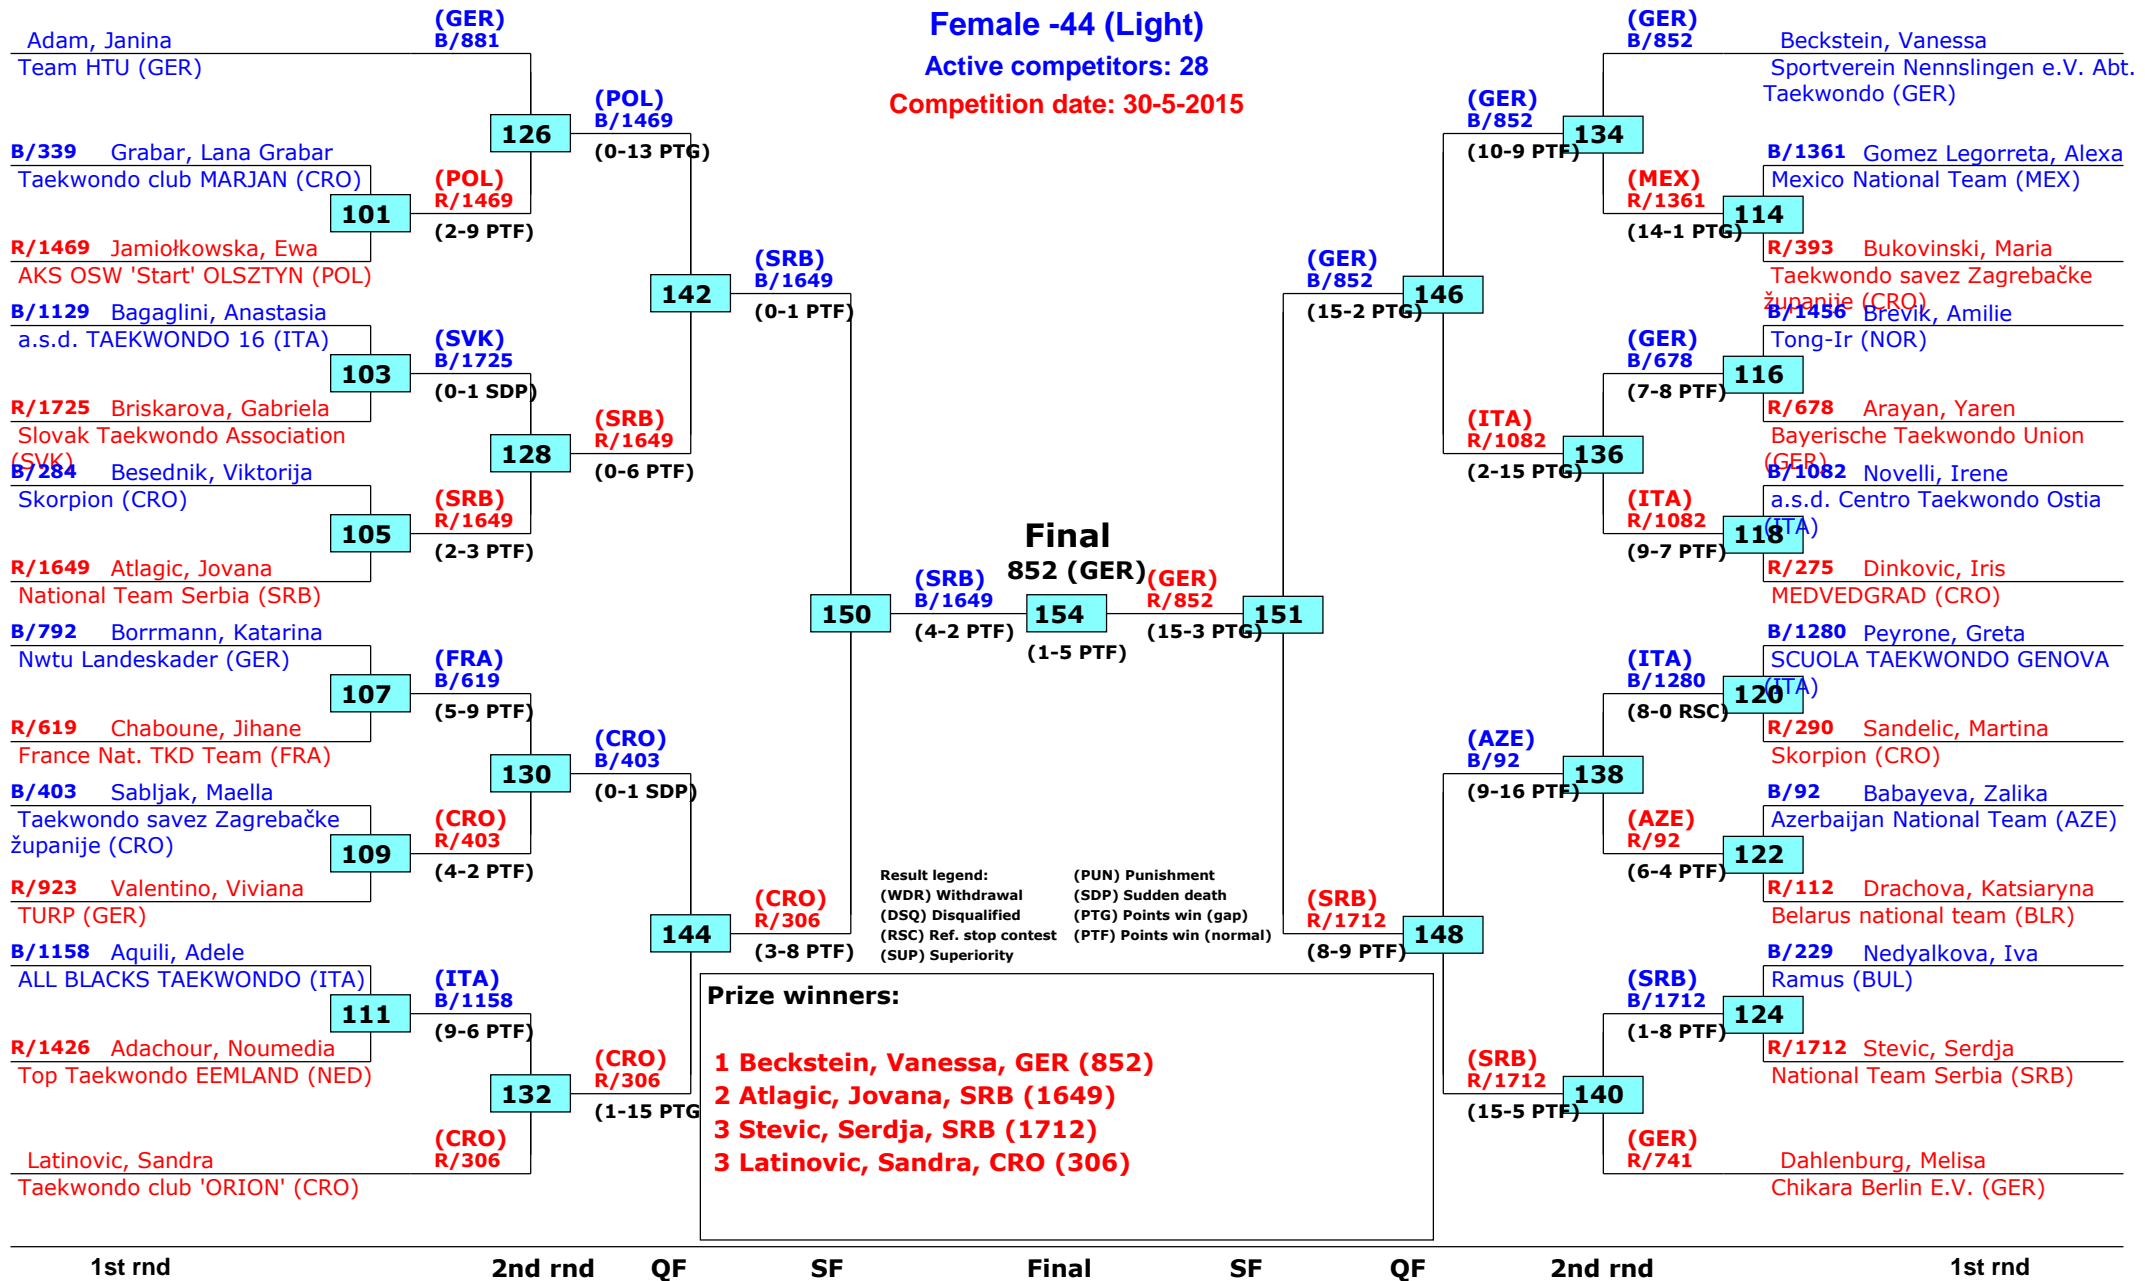 Female -44 (Light)
Active competitors: 28
Competition date: 30-5-2015
Adam, Janina
Team HTU (GER)
(GER)
B/881
B/339 Grabar, Lana Grabar
Taekwondo club MARJAN (CRO)
101
R/1469 Jamiołkowska, Ewa
AKS OSW 'Start' OLSZTYN (POL)
(POL)
R/1469
(2-9 PTF)
126
(POL)
B/1469
(0-13 PTG)
B/1129 Bagaglini, Anastasia
a.s.d. TAEKWONDO 16 (ITA)
103
R/1725 Briskarova, Gabriela
Slovak Taekwondo Association
(SVK)
(SVK)
B/1725
(0-1 SDP)
B/284 Besednik, Viktorija
Skorpion (CRO)
105
R/1649 Atlagic, Jovana
National Team Serbia (SRB)
(SRB)
R/1649
(2-3 PTF)
128
(SRB)
R/1649
(0-6 PTF)
142
(SRB)
B/1649
(0-1 PTF)
B/792 Borrmann, Katarina
Nwtu Landeskader (GER)
107
R/619 Chaboune, Jihane
France Nat. TKD Team (FRA)
(FRA)
B/619
(5-9 PTF)
B/403 Sabljak, Maella
Taekwondo savez Zagrebačke
županije (CRO)
109
R/923 Valentino, Viviana
TURP (GER)
(CRO)
R/403
(4-2 PTF)
130
(CRO)
B/403
(0-1 SDP)
B/1158 Aquili, Adele
ALL BLACKS TAEKWONDO (ITA)
111
R/1426 Adachour, Noumedia
Top Taekwondo EEMLAND (NED)
(ITA)
B/1158
(9-6 PTF)
132
Latinovic, Sandra
Taekwondo club 'ORION' (CRO)
(CRO)
R/306
(CRO)
R/306
(1-15 PTG
144
(CRO)
R/306
(3-8 PTF)
150
(SRB)
B/1649
(4-2 PTF)
Final
852 (GER)
154
(1-5 PTF)
(GER)
R/852
(15-3 PTG)
151
(GER)
B/852
(15-2 PTG)
146
(GER)
B/852
(10-9 PTF)
134
(GER)
B/852
Beckstein, Vanessa
Sportverein Nennslingen e.V. Abt.
Taekwondo (GER)
(MEX)
R/1361
(14-1 PTG)
B/1361 Gomez Legorreta, Alexa
Mexico National Team (MEX)
114
R/393 Bukovinski, Maria
Taekwondo savez Zagrebačke
županije (CRO)
(GER)
B/678
(7-8 PTF)
B/1456 Brevik, Amilie
Tong-Ir (NOR)
116
R/678 Arayan, Yaren
Bayerische Taekwondo Union
(GER)
(ITA)
R/1082
(2-15 PTG)
136
(ITA)
R/1082
(9-7 PTF)
B/1082 Novelli, Irene
a.s.d. Centro Taekwondo Ostia
(ITA)
118
R/275 Dinkovic, Iris
MEDVEDGRAD (CRO)
(ITA)
B/1280
(8-0 RSC)
B/1280 Peyrone, Greta
SCUOLA TAEKWONDO GENOVA
(ITA)
120
R/290 Sandelic, Martina
Skorpion (CRO)
(AZE)
B/92
(9-16 PTF)
138
(AZE)
R/92
(6-4 PTF)
B/92 Babayeva, Zalika
Azerbaijan National Team (AZE)
122
R/112 Drachova, Katsiaryna
Belarus national team (BLR)
(SRB)
R/1712
(8-9 PTF)
148
(SRB)
B/1712
(1-8 PTF)
B/229 Nedyalkova, Iva
Ramus (BUL)
124
R/1712 Stevic, Serdja
National Team Serbia (SRB)
(SRB)
R/1712
(15-5 PTF)
140
(GER)
R/741
Dahlenburg, Melisa
Chikara Berlin E.V. (GER)
Result legend:
(WDR) Withdrawal
(DSQ) Disqualified
(RSC) Ref. stop contest
(SUP) Superiority
(PUN) Punishment
(SDP) Sudden death
(PTG) Points win (gap)
(PTF) Points win (normal)
Prize winners:
1 Beckstein, Vanessa, GER (852)
2 Atlagic, Jovana, SRB (1649)
3 Stevic, Serdja, SRB (1712)
3 Latinovic, Sandra, CRO (306)
1st rnd 2nd rnd QF SF Final SF QF 2nd rnd 1st rnd